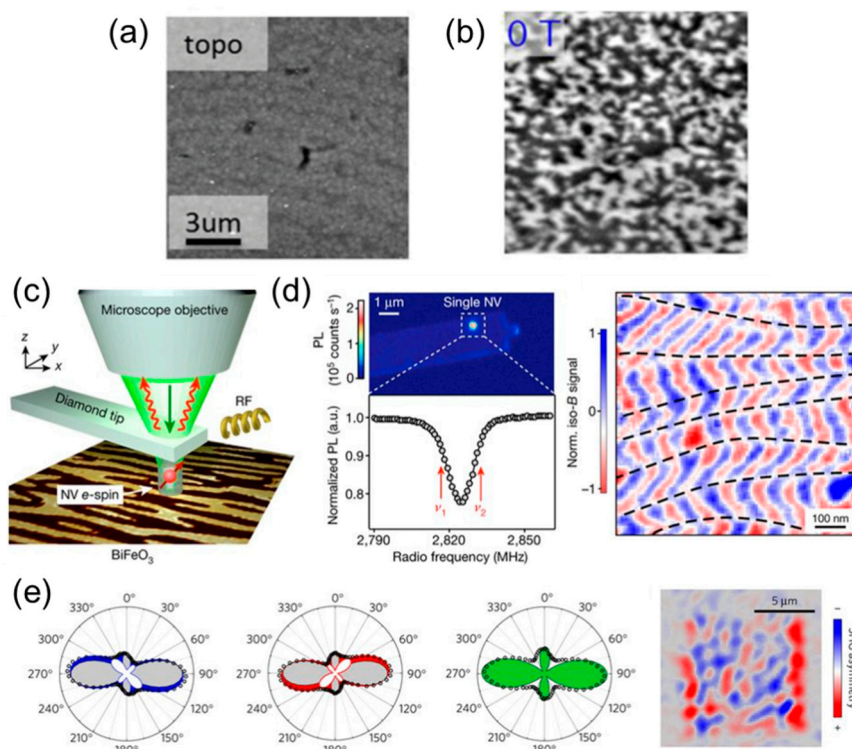 (a)
topo
3um
(b)
0 T
(c)
Microscope objective
z
y
x
Diamond tip
RF
NV e-spin
BiFeO₃
(d)
PL
(10⁵ counts s⁻¹)
2
1
0
1 μm
Single NV
Normalized PL (a.u.)
1.0
0.9
0.8
ν₁
ν₂
2,790
2,820
2,850
Radio frequency (MHz)
Norm. iso-B signal
1
0
−1
100 nm
(e)
0°
330°
30°
300°
60°
270°
90°
240°
120°
210°
150°
180°
0°
330°
30°
300°
60°
270°
90°
240°
120°
210°
150°
180°
0°
330°
30°
300°
60°
270°
90°
240°
120°
210°
150°
180°
5 μm
−
asymmetry
+